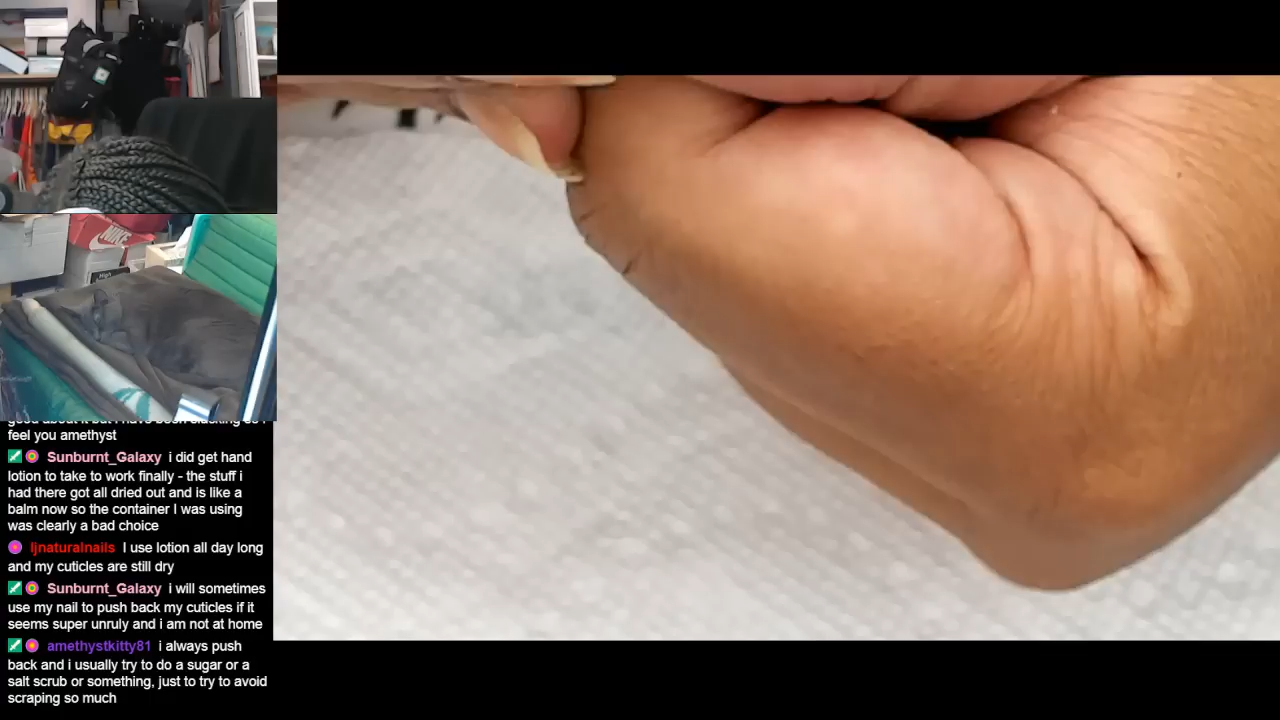 feel you amethyst
Sunburnt_Galaxy i did get hand
lotion to take to work finally - the stuff i
had there got all dried out and is like a
balm now so the container I was using
was clearly a bad choice
ljnaturalnails I use lotion all day long
and my cuticles are still dry
Sunburnt_Galaxy i will sometimes
use my nail to push back my cuticles if it
seems super unruly and i am not at home
amethystkitty81 i always push
back and i usually try to do a sugar or a
salt scrub or something, just to try to avoid
scraping so much